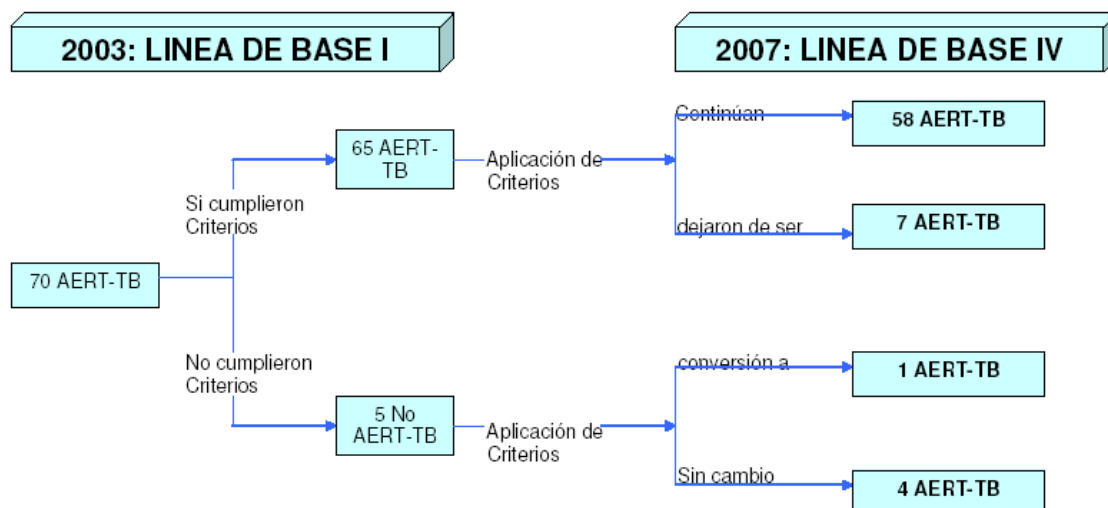 2003: LINEA DE BASE I
2007: LINEA DE BASE IV
70 AERT-TB
Si cumplieron
Criterios
65 AERT-
TB
Aplicación de
Criterios
Continúan
58 AERT-TB
dejaron de ser
7 AERT-TB
No cumplieron
Criterios
5 No
AERT-TB
Aplicación de
Criterios
conversión a
1 AERT-TB
Sin cambio
4 AERT-TB